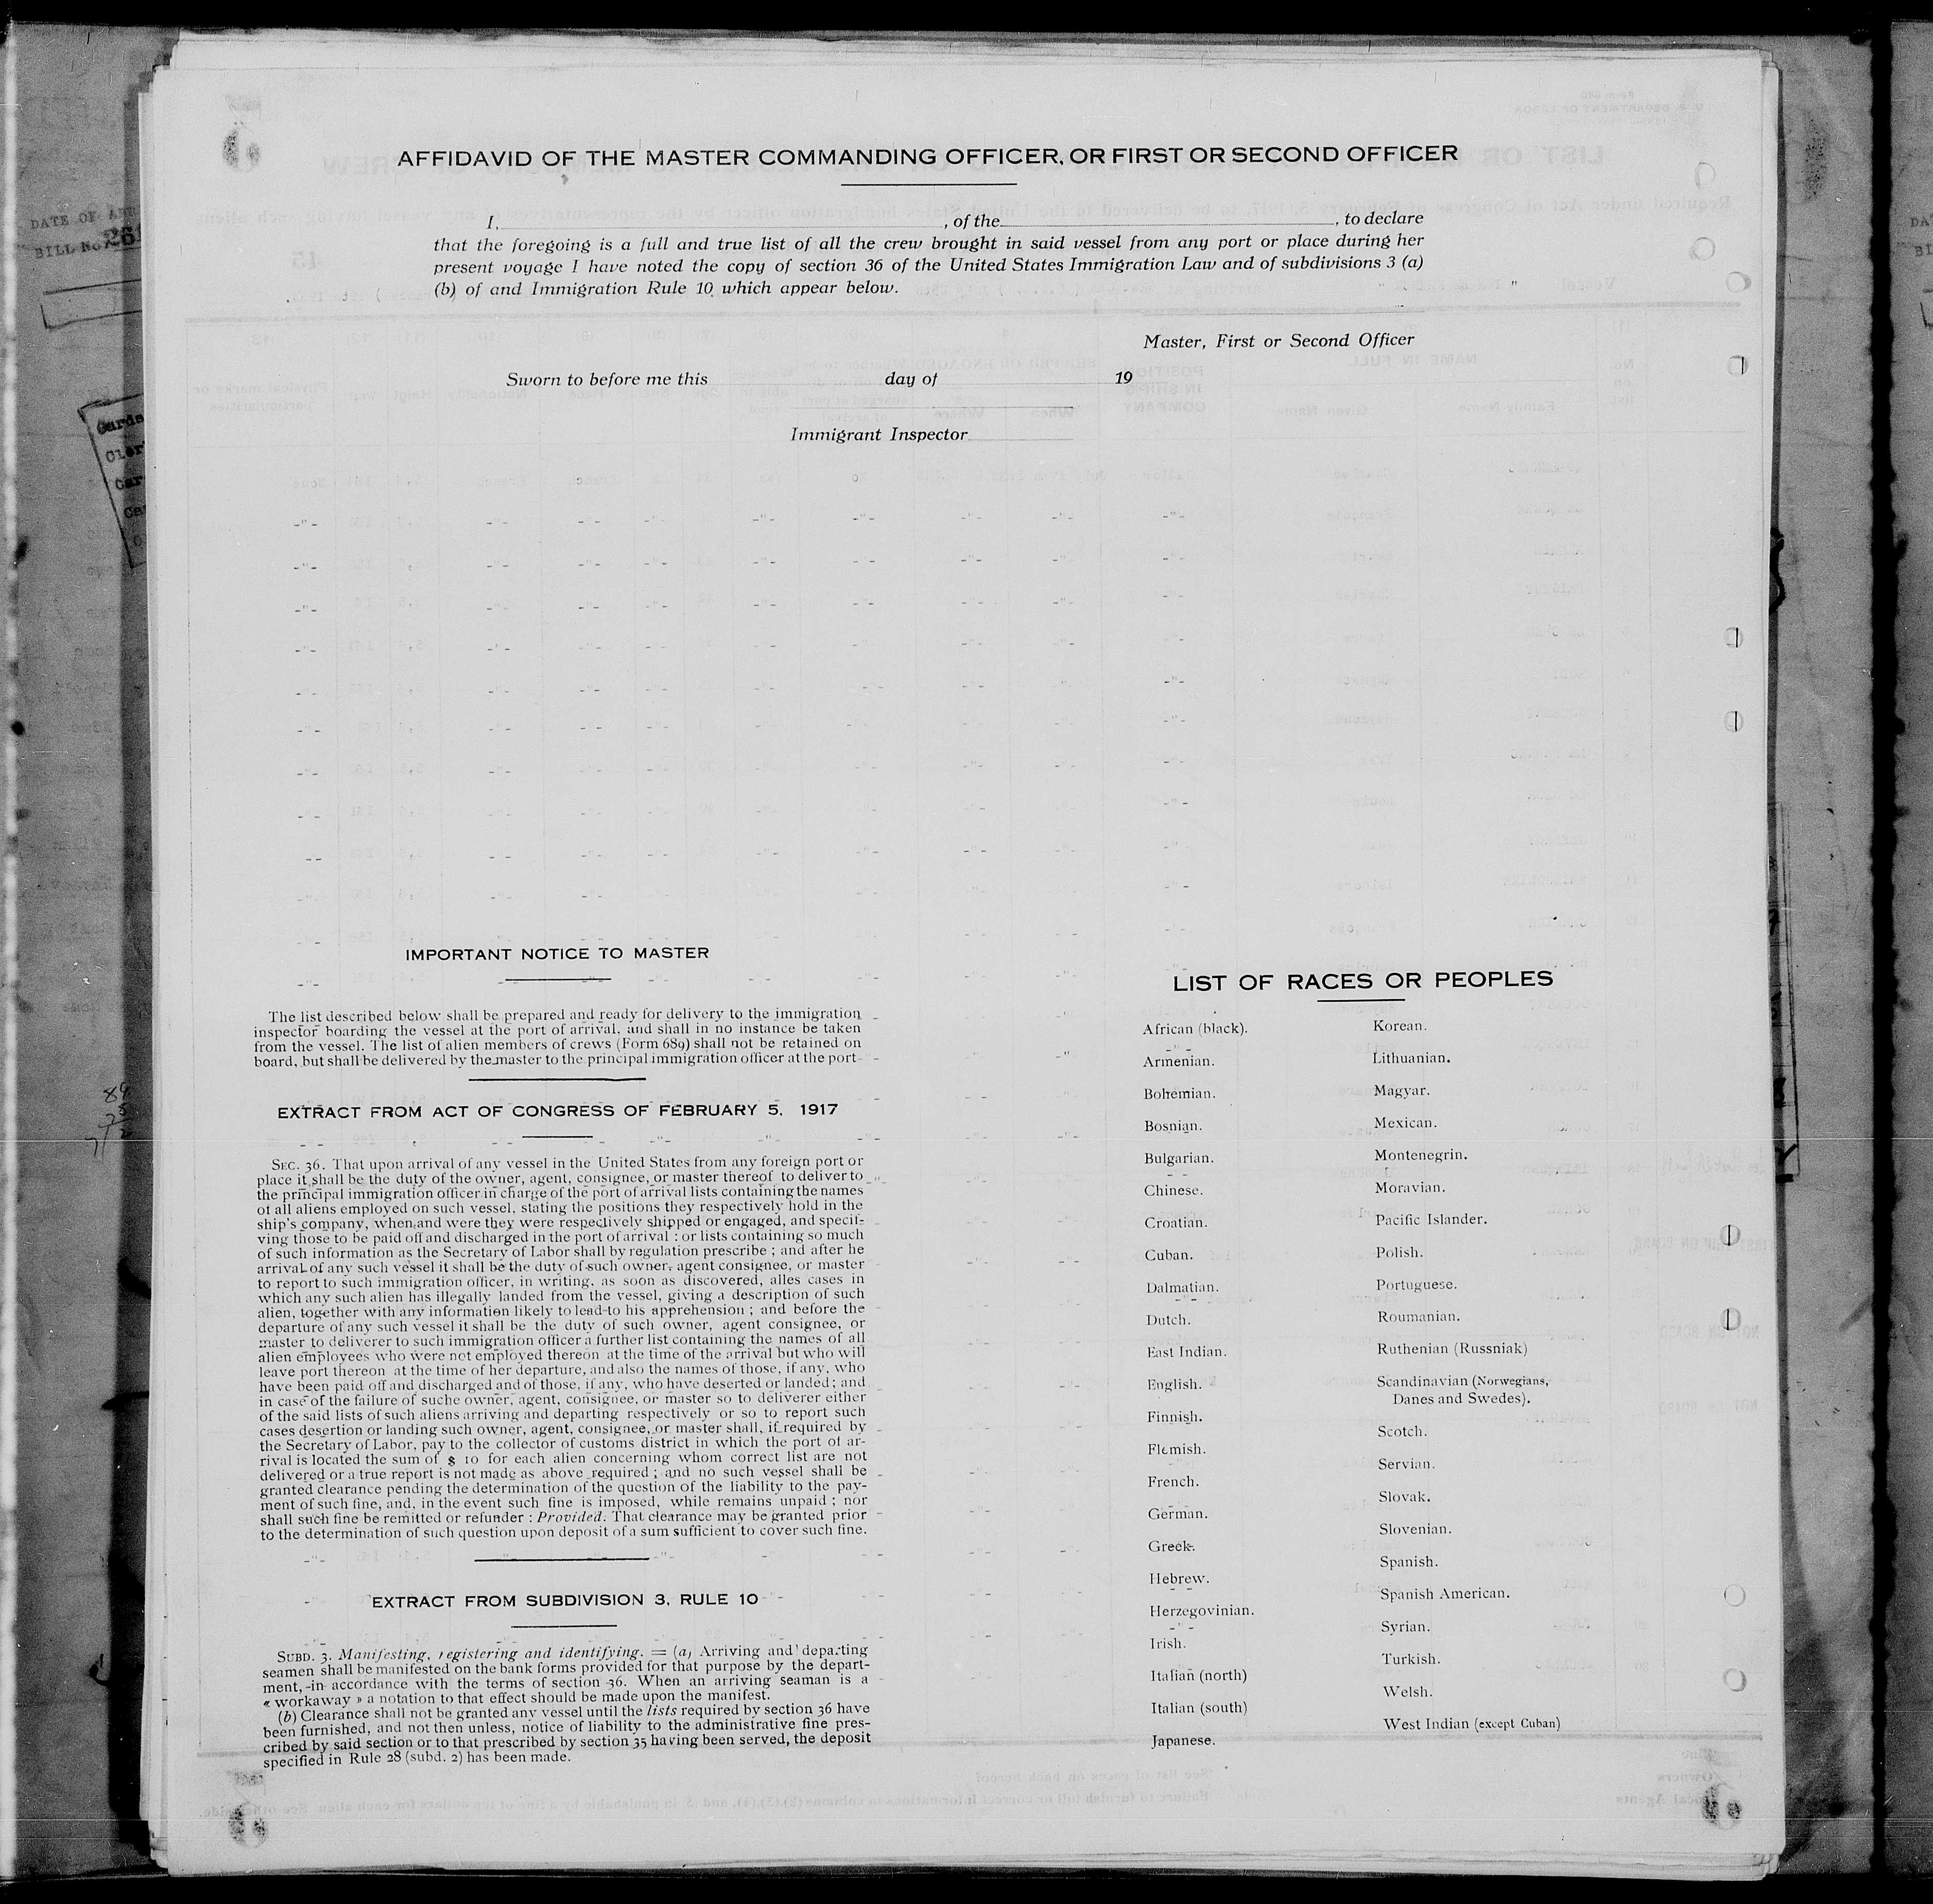 AFFIDAVID OF THE MASTER COMMANDING OFFICER, OR FIRST OR SECOND OFFICER
I, , of the , to declare
that the foregoing is a full and true list of all the crew brought in said vessel from any port or place during her
present voyage I have noted the copy of section 36 of the United States Immigration Law and of subdivisions 3 (a)
(b) of and Immigration Rule 10 which appear below.
Master, First or Second Officer
Sworn to before me this day of 19
Immigrant Inspector
IMPORTANT NOTICE TO MASTER
The list described below shall be prepared and ready for delivery to the immigration
inspector boarding the vessel at the port of arrival, and shall in no instance be taken
from the vessel. The list of alien members of crews (Form 689) shall not be retained on
board, but shall be delivered by the master to the principal immigration officer at the port
EXTRACT FROM ACT OF CONGRESS OF FEBRUARY 5, 1917
SEC. 36. That upon arrival of any vessel in the United States from any foreign port or
place it shall be the duty of the owner, agent, consignee, or master thereof to deliver to
the principal immigration officer in charge of the port of arrival lists containing the names
of all aliens employed on such vessel, stating the positions they respectively hold in the
ship's company, when and were they were respectively shipped or engaged, and specif-
ving those to be paid off and discharged in the port of arrival : or lists containing so much
of such information as the Secretary of Labor shall by regulation prescribe ; and after he
arrival of any such vessel it shall be the duty of such owner, agent consignee, or master
to report to such immigration officer, in writing, as soon as discovered, alles cases in
which any such alien has illegally landed from the vessel, giving a description of such
alien, together with any information likely to lead to his apprehension ; and before the
departure of any such vessel it shall be the duty of such owner, agent consignee, or
master to deliverer to such immigration officer a further list containing the names of all
alien employees who were not employed thereon at the time of the arrival but who will
leave port thereon at the time of her departure, and also the names of those, if any, who
have been paid off and discharged and of those, if any, who have deserted or landed ; and
in case of the failure of suche owner, agent, consignee, or master so to deliverer either
of the said lists of such aliens arriving and departing respectively or so to report such
cases desertion or landing such owner, agent, consignee, or master shall, if required by
the Secretary of Labor, pay to the collector of customs district in which the port of ar-
rival is located the sum of $ 10 for each alien concerning whom correct list are not
delivered or a true report is not made as above required ; and no such vessel shall be
granted clearance pending the determination of the question of the liability to the pay-
ment of such fine, and, in the event such fine is imposed, while remains unpaid ; nor
shall such fine be remitted or refunder : Provided. That clearance may be granted prior
to the determination of such question upon deposit of a sum sufficient to cover such fine.
EXTRACT FROM SUBDIVISION 3, RULE 10
SUBD. 3. Manifesting, registering and identifying. = (a) Arriving and departing
seamen shall be manifested on the bank forms provided for that purpose by the depart-
ment, in accordance with the terms of section 36. When an arriving seaman is a
« workaway » a notation to that effect should be made upon the manifest.
(b) Clearance shall not be granted any vessel until the lists required by section 36 have
been furnished, and not then unless, notice of liability to the administrative fine pres-
cribed by said section or to that prescribed by section 35 having been served, the deposit
specified in Rule 28 (subd. 2) has been made.
LIST OF RACES OR PEOPLES
African (black).
Armenian.
Bohemian.
Bosnian.
Bulgarian.
Chinese.
Croatian.
Cuban.
Dalmatian.
Dutch.
East Indian.
English.
Finnish.
Flemish.
French.
German.
Greek.
Hebrew.
Herzegovinian.
Irish.
Italian (north)
Italian (south)
Japanese.
Korean.
Lithuanian.
Magyar.
Mexican.
Montenegrin.
Moravian.
Pacific Islander.
Polish.
Portuguese.
Roumanian.
Ruthenian (Russniak)
Scandinavian (Norwegians,
Danes and Swedes).
Scotch.
Servian.
Slovak.
Slovenian.
Spanish.
Spanish American.
Syrian.
Turkish.
Welsh.
West Indian (except Cuban)
DATE OF
BILL No.